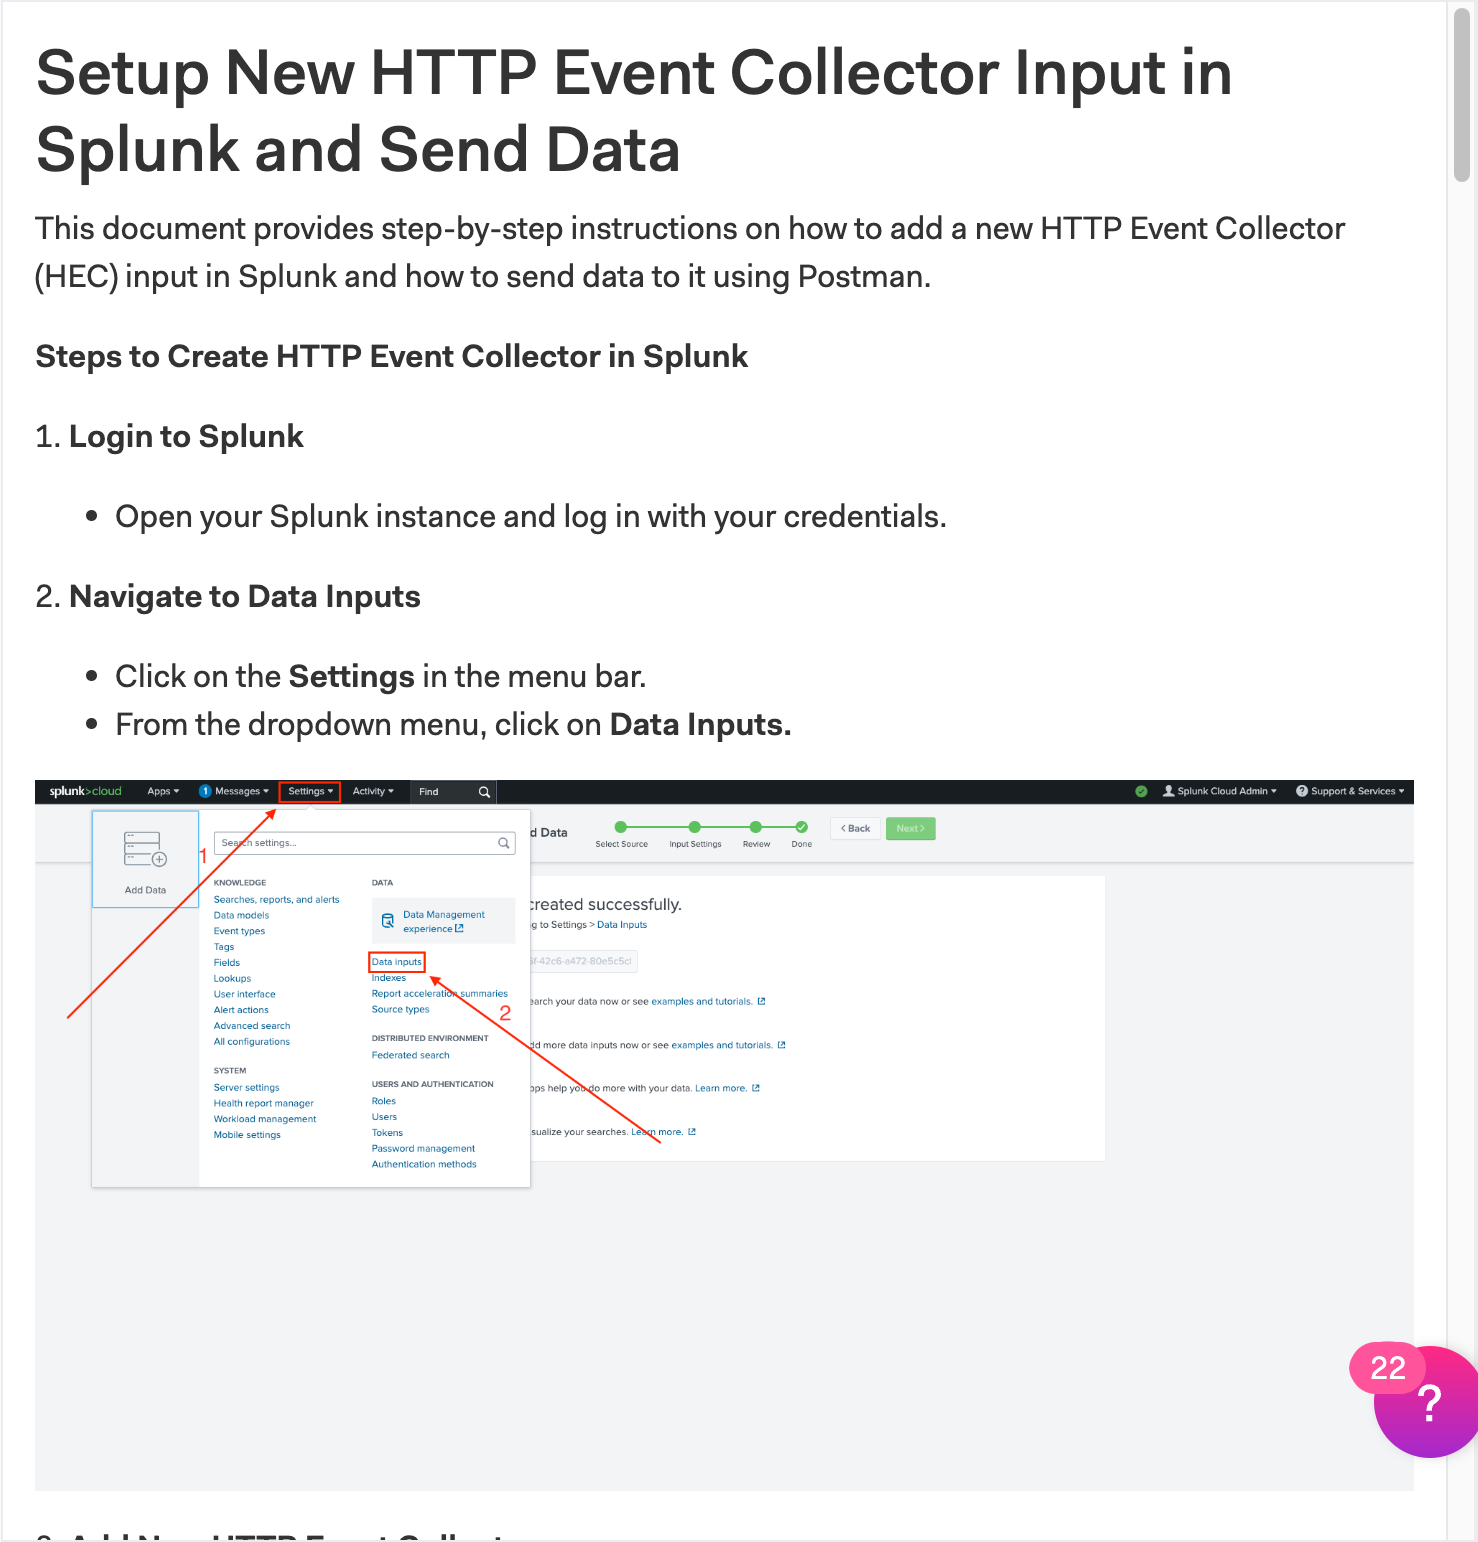 Setup New HTTP Event Collector Input in
Splunk and Send Data
This document provides step-by-step instructions on how to add a new HTTP Event Collector
(HEC) input in Splunk and how to send data to it using Postman.
Steps to Create HTTP Event Collector in Splunk
1. Login to Splunk
• Open your Splunk instance and log in with your credentials.
2. Navigate to Data Inputs
• Click on the Settings in the menu bar.
• From the dropdown menu, click on Data Inputs.
splunk>cloud Apps 1 Messages Settings Activity Find Splunk Cloud Admin ? Support & Services
Add Data
1
Search settings...
KNOWLEDGE
Searches, reports, and alerts
Data models
Event types
Tags
Fields
Lookups
User interface
Alert actions
Advanced search
All configurations
SYSTEM
Server settings
Health report manager
Workload management
Mobile settings
DATA
Data Management
experience
Data inputs
Indexes
Report acceleration summaries
Source types
2
DISTRIBUTED ENVIRONMENT
Federated search
USERS AND AUTHENTICATION
Roles
Users
Tokens
Password management
Authentication methods
d Data
Select Source Input Settings Review Done
< Back Next >
created successfully.
g to Settings > Data Inputs
f-42c6-a472-80e5c5cl
earch your data now or see examples and tutorials.
dd more data inputs now or see examples and tutorials.
pps help you do more with your data. Learn more.
sualize your searches. Learn more.
22
?